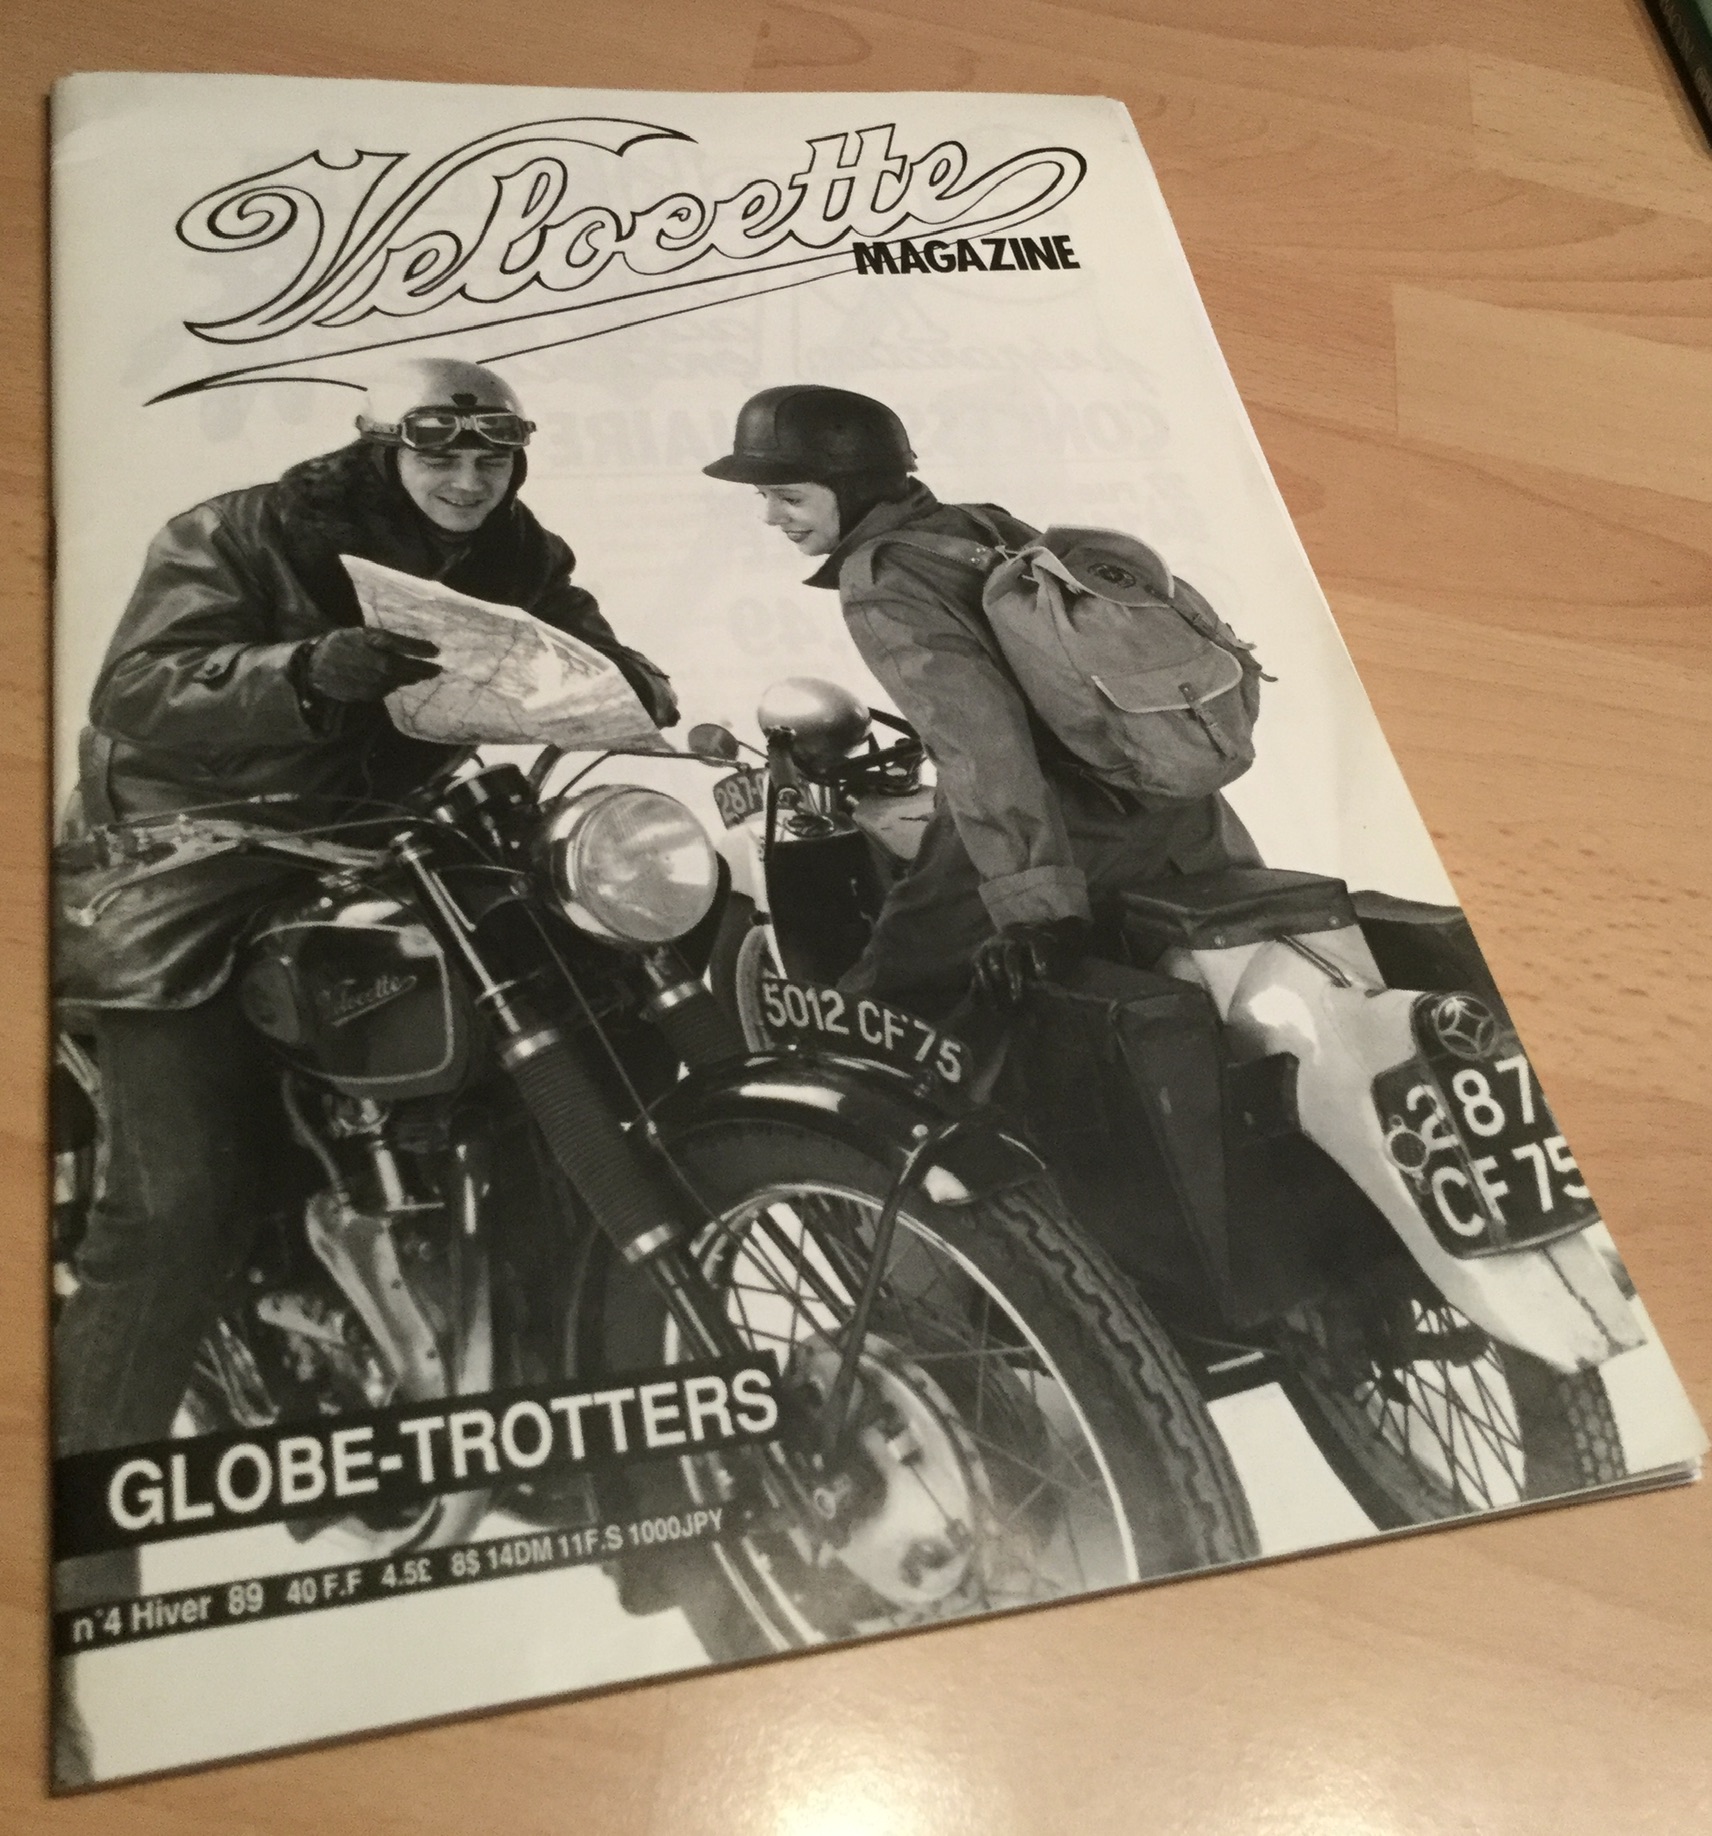 Velocette
MAGAZINE
287
Velocette
5012 CF 75
287
CF 75
GLOBE-TROTTERS
n°4 Hiver 89 40 F.F 4.5£ 8$ 14DM 11F.S 1000JPY